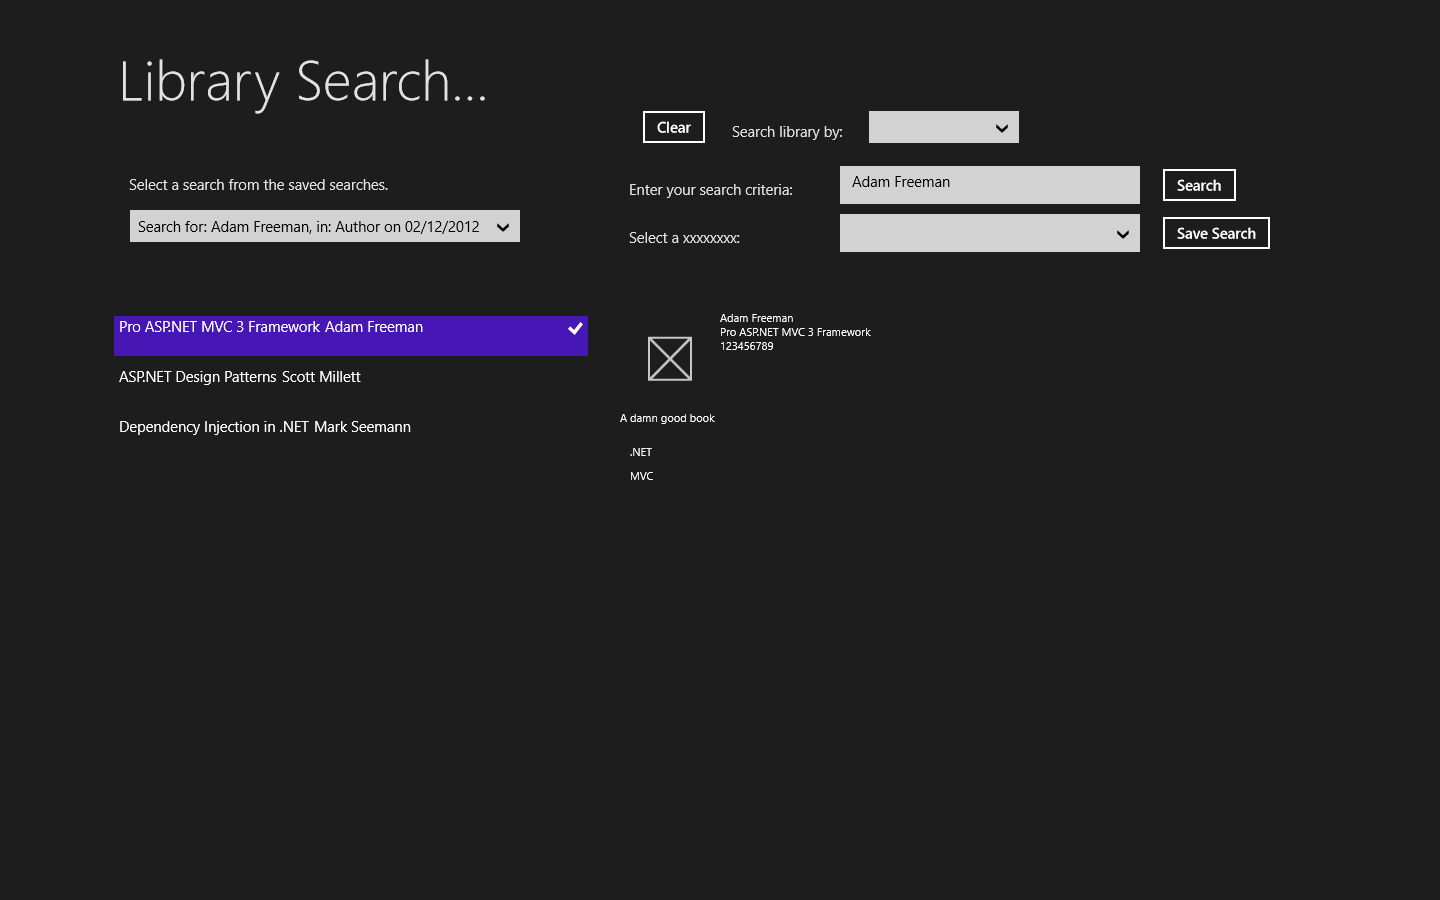 Library Search...
Clear
Search library by:
Select a search from the saved searches.
Search for: Adam Freeman, in: Author on 02/12/2012
Enter your search criteria:
Adam Freeman
Search
Select a xxxxxxxx:
Save Search
Pro ASP.NET MVC 3 Framework Adam Freeman
ASP.NET Design Patterns Scott Millett
Dependency Injection in .NET Mark Seemann
Adam Freeman
Pro ASP.NET MVC 3 Framework
123456789
A damn good book
.NET
MVC